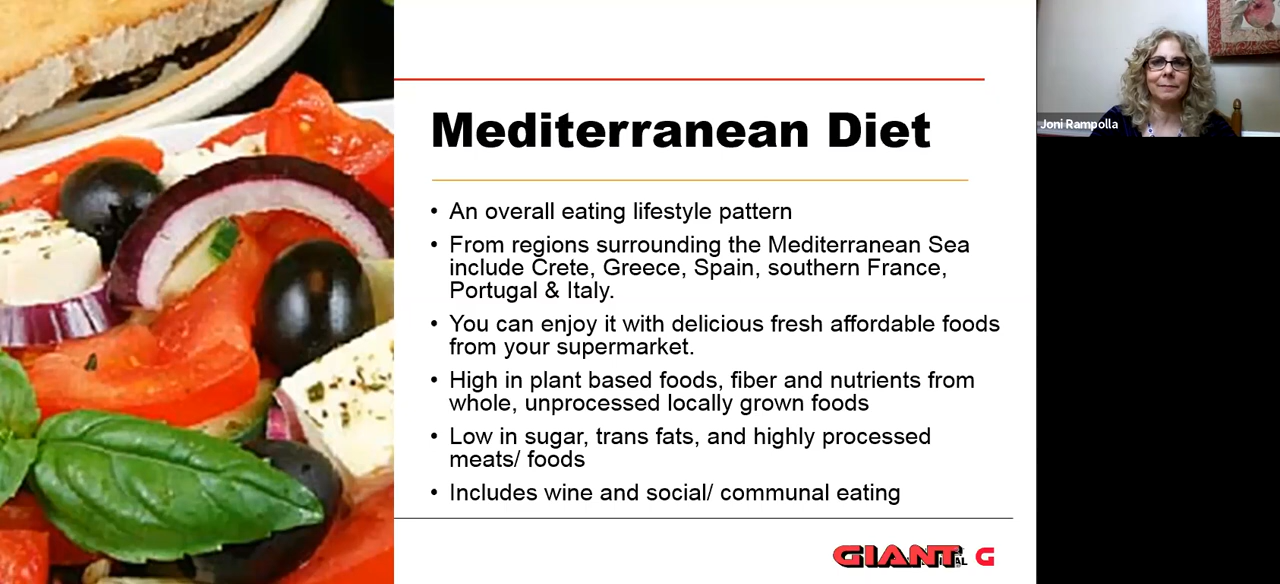 Mediterranean Diet
• An overall eating lifestyle pattern
• From regions surrounding the Mediterranean Sea
include Crete, Greece, Spain, southern France,
Portugal & Italy.
• You can enjoy it with delicious fresh affordable foods
from your supermarket.
• High in plant based foods, fiber and nutrients from
whole, unprocessed locally grown foods
• Low in sugar, trans fats, and highly processed
meats/ foods
• Includes wine and social/ communal eating
GIANT G
Joni Rampolla